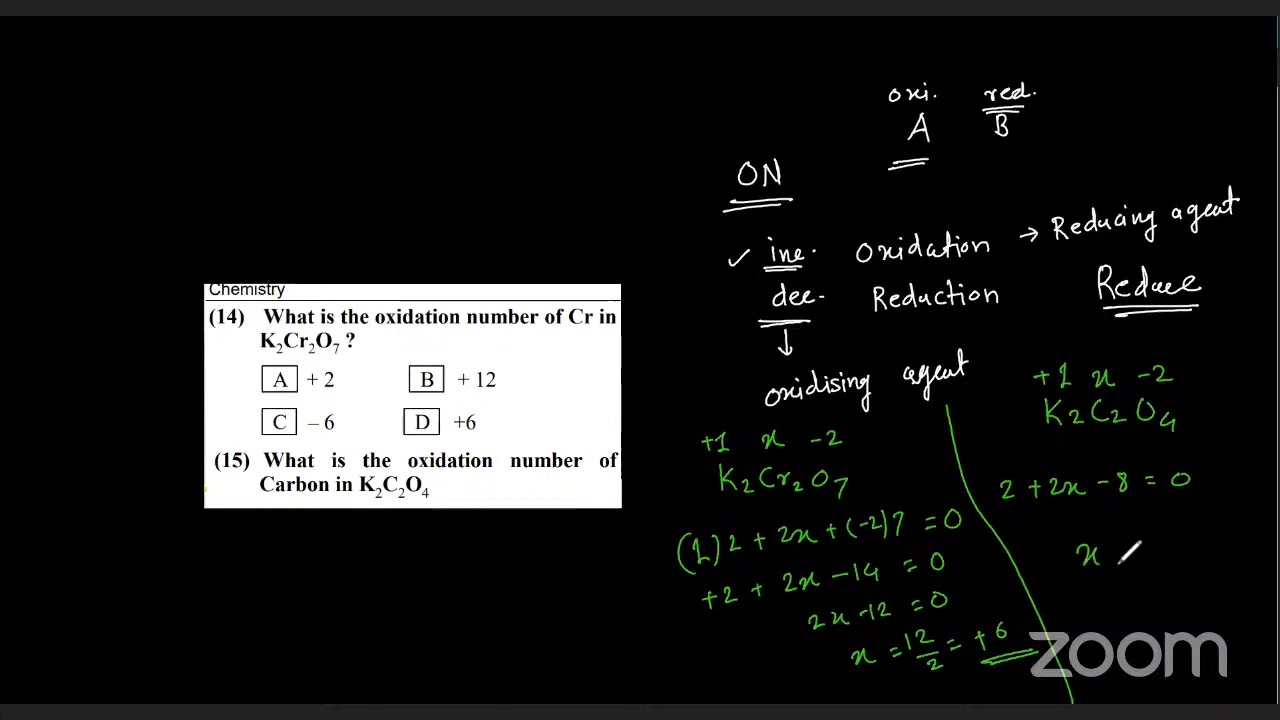 Chemistry
(14) What is the oxidation number of Cr in
K₂Cr₂O₇ ?
A + 2 B + 12
C – 6 D +6
(15) What is the oxidation number of
Carbon in K₂C₂O₄
oxi. red.
A B
ON
✓ inc. Oxidation → Reducing agent
dec. Reduction Reduce
↓
oxidising agent
+1 x -2
K₂Cr₂O₇
(1)2 + 2x + (-2)7 = 0
+2 + 2x - 14 = 0
2x - 12 = 0
x = 12/2 = +6
+1 x -2
K₂C₂O₄
2 + 2x - 8 = 0
x
zoom